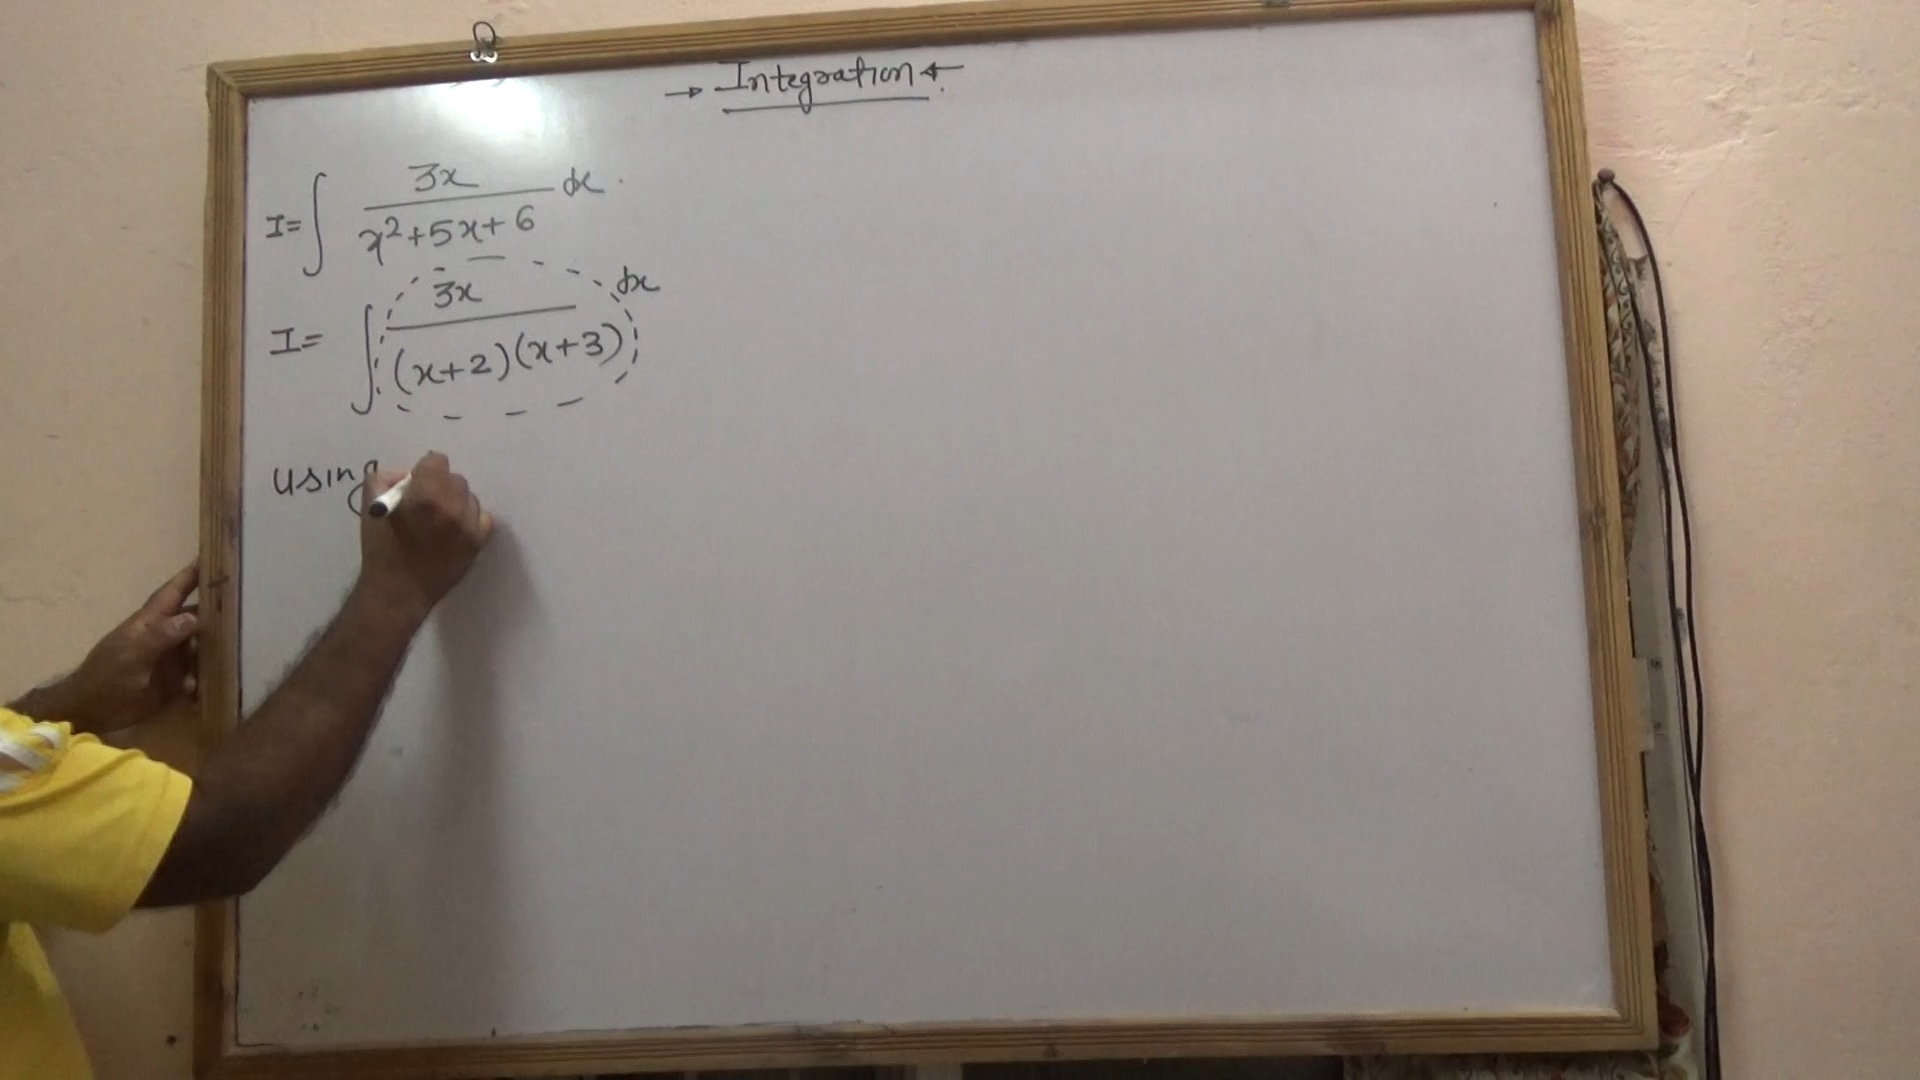 → Integration ←
I = ∫ 3x / (x² + 5x + 6) dx.
I = ∫ 3x / ((x+2)(x+3)) dx
using